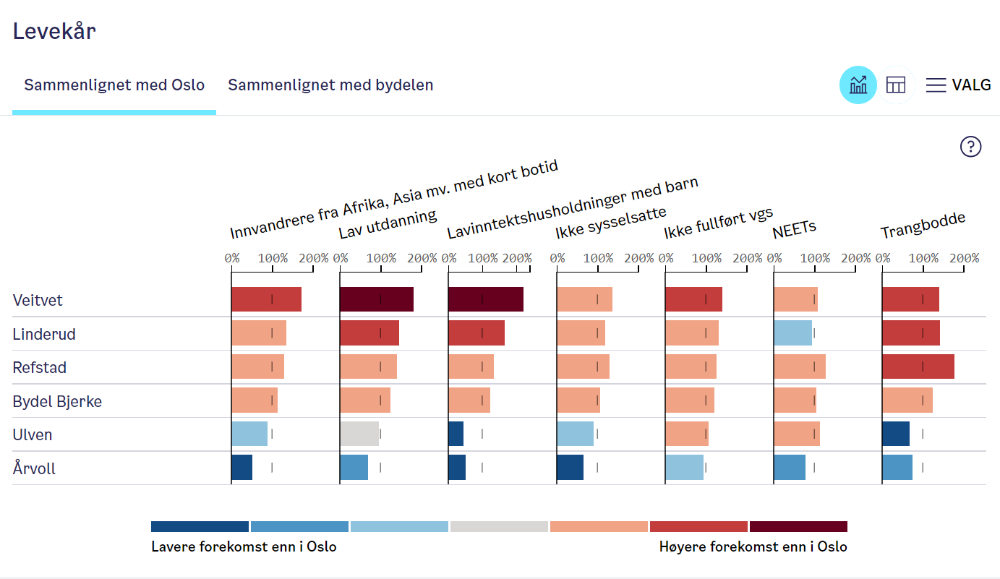 Levekår
Sammenlignet med Oslo Sammenlignet med bydelen VALG
?
Innvandrere fra Afrika, Asia mv. med kort botid
Lav utdanning
Lavinntektshusholdninger med barn
Ikke sysselsatte
Ikke fullført vgs
NEETs
Trangbodde
0% 100% 200% 0% 100% 200% 0% 100% 200% 0% 100% 200% 0% 100% 200% 0% 100% 200% 0% 100% 200%
Veitvet
Linderud
Refstad
Bydel Bjerke
Ulven
Årvoll
Lavere forekomst enn i Oslo Høyere forekomst enn i Oslo